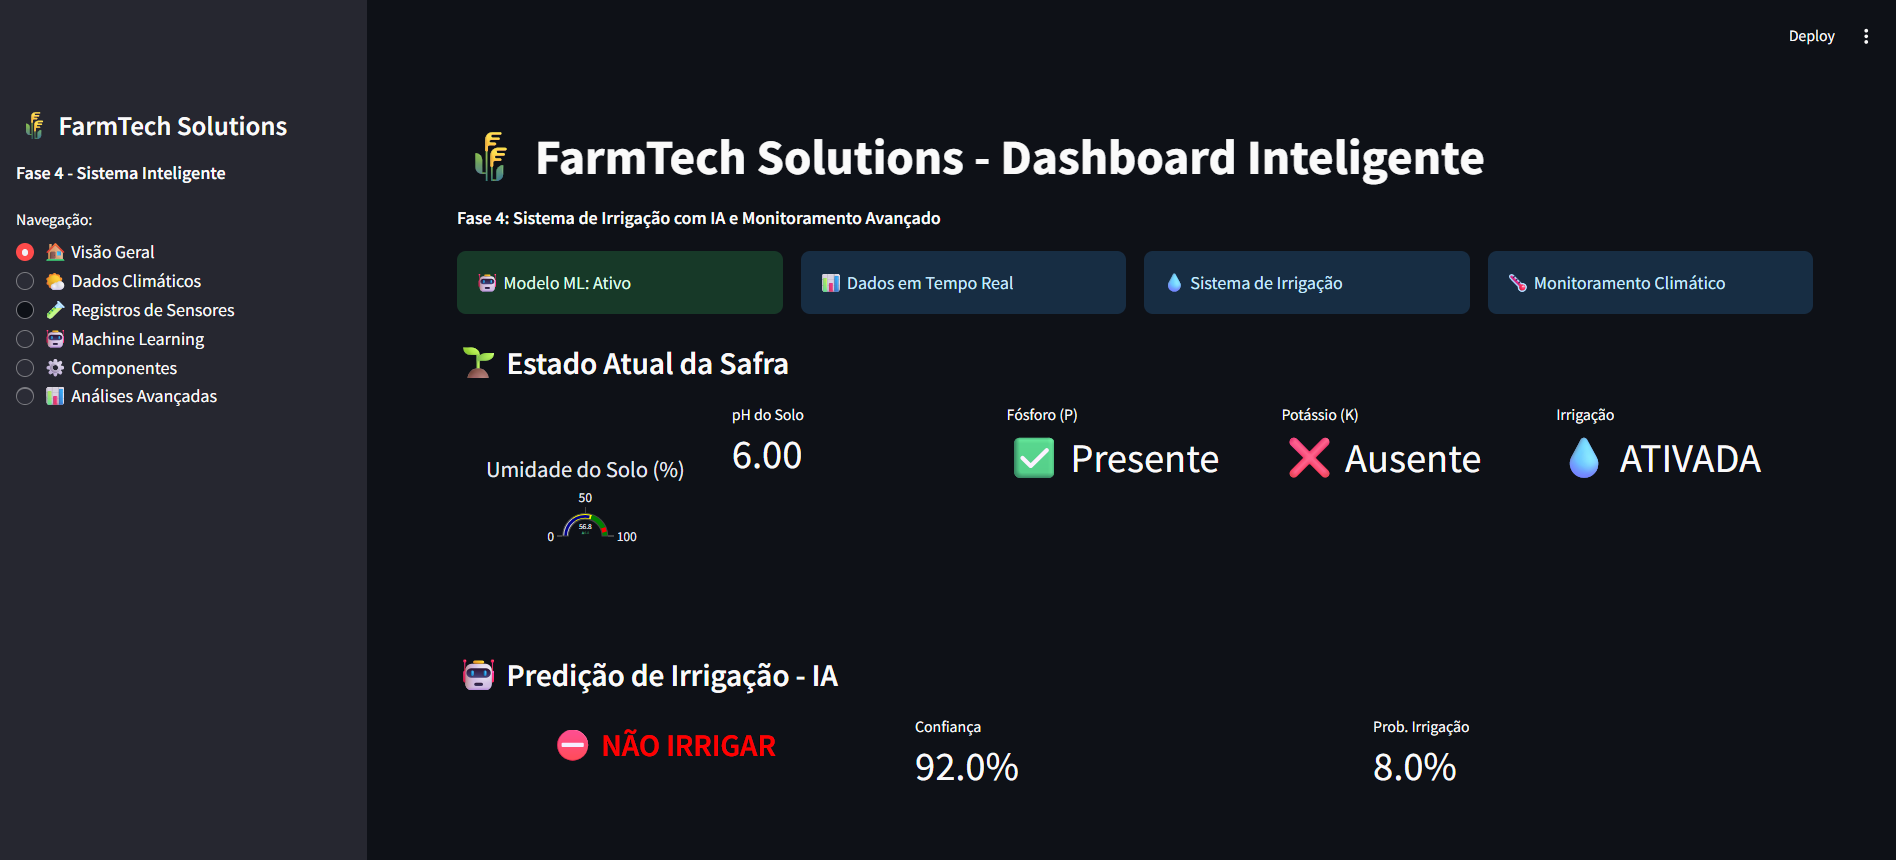 Deploy
FarmTech Solutions
Fase 4 - Sistema Inteligente
Navegação:
Visão Geral
Dados Climáticos
Registros de Sensores
Machine Learning
Componentes
Análises Avançadas
FarmTech Solutions - Dashboard Inteligente
Fase 4: Sistema de Irrigação com IA e Monitoramento Avançado
Modelo ML: Ativo
Dados em Tempo Real
Sistema de Irrigação
Monitoramento Climático
Estado Atual da Safra
Umidade do Solo (%)
50
56.8
0
100
pH do Solo
6.00
Fósforo (P)
Presente
Potássio (K)
Ausente
Irrigação
ATIVADA
Predição de Irrigação - IA
NÃO IRRIGAR
Confiança
92.0%
Prob. Irrigação
8.0%